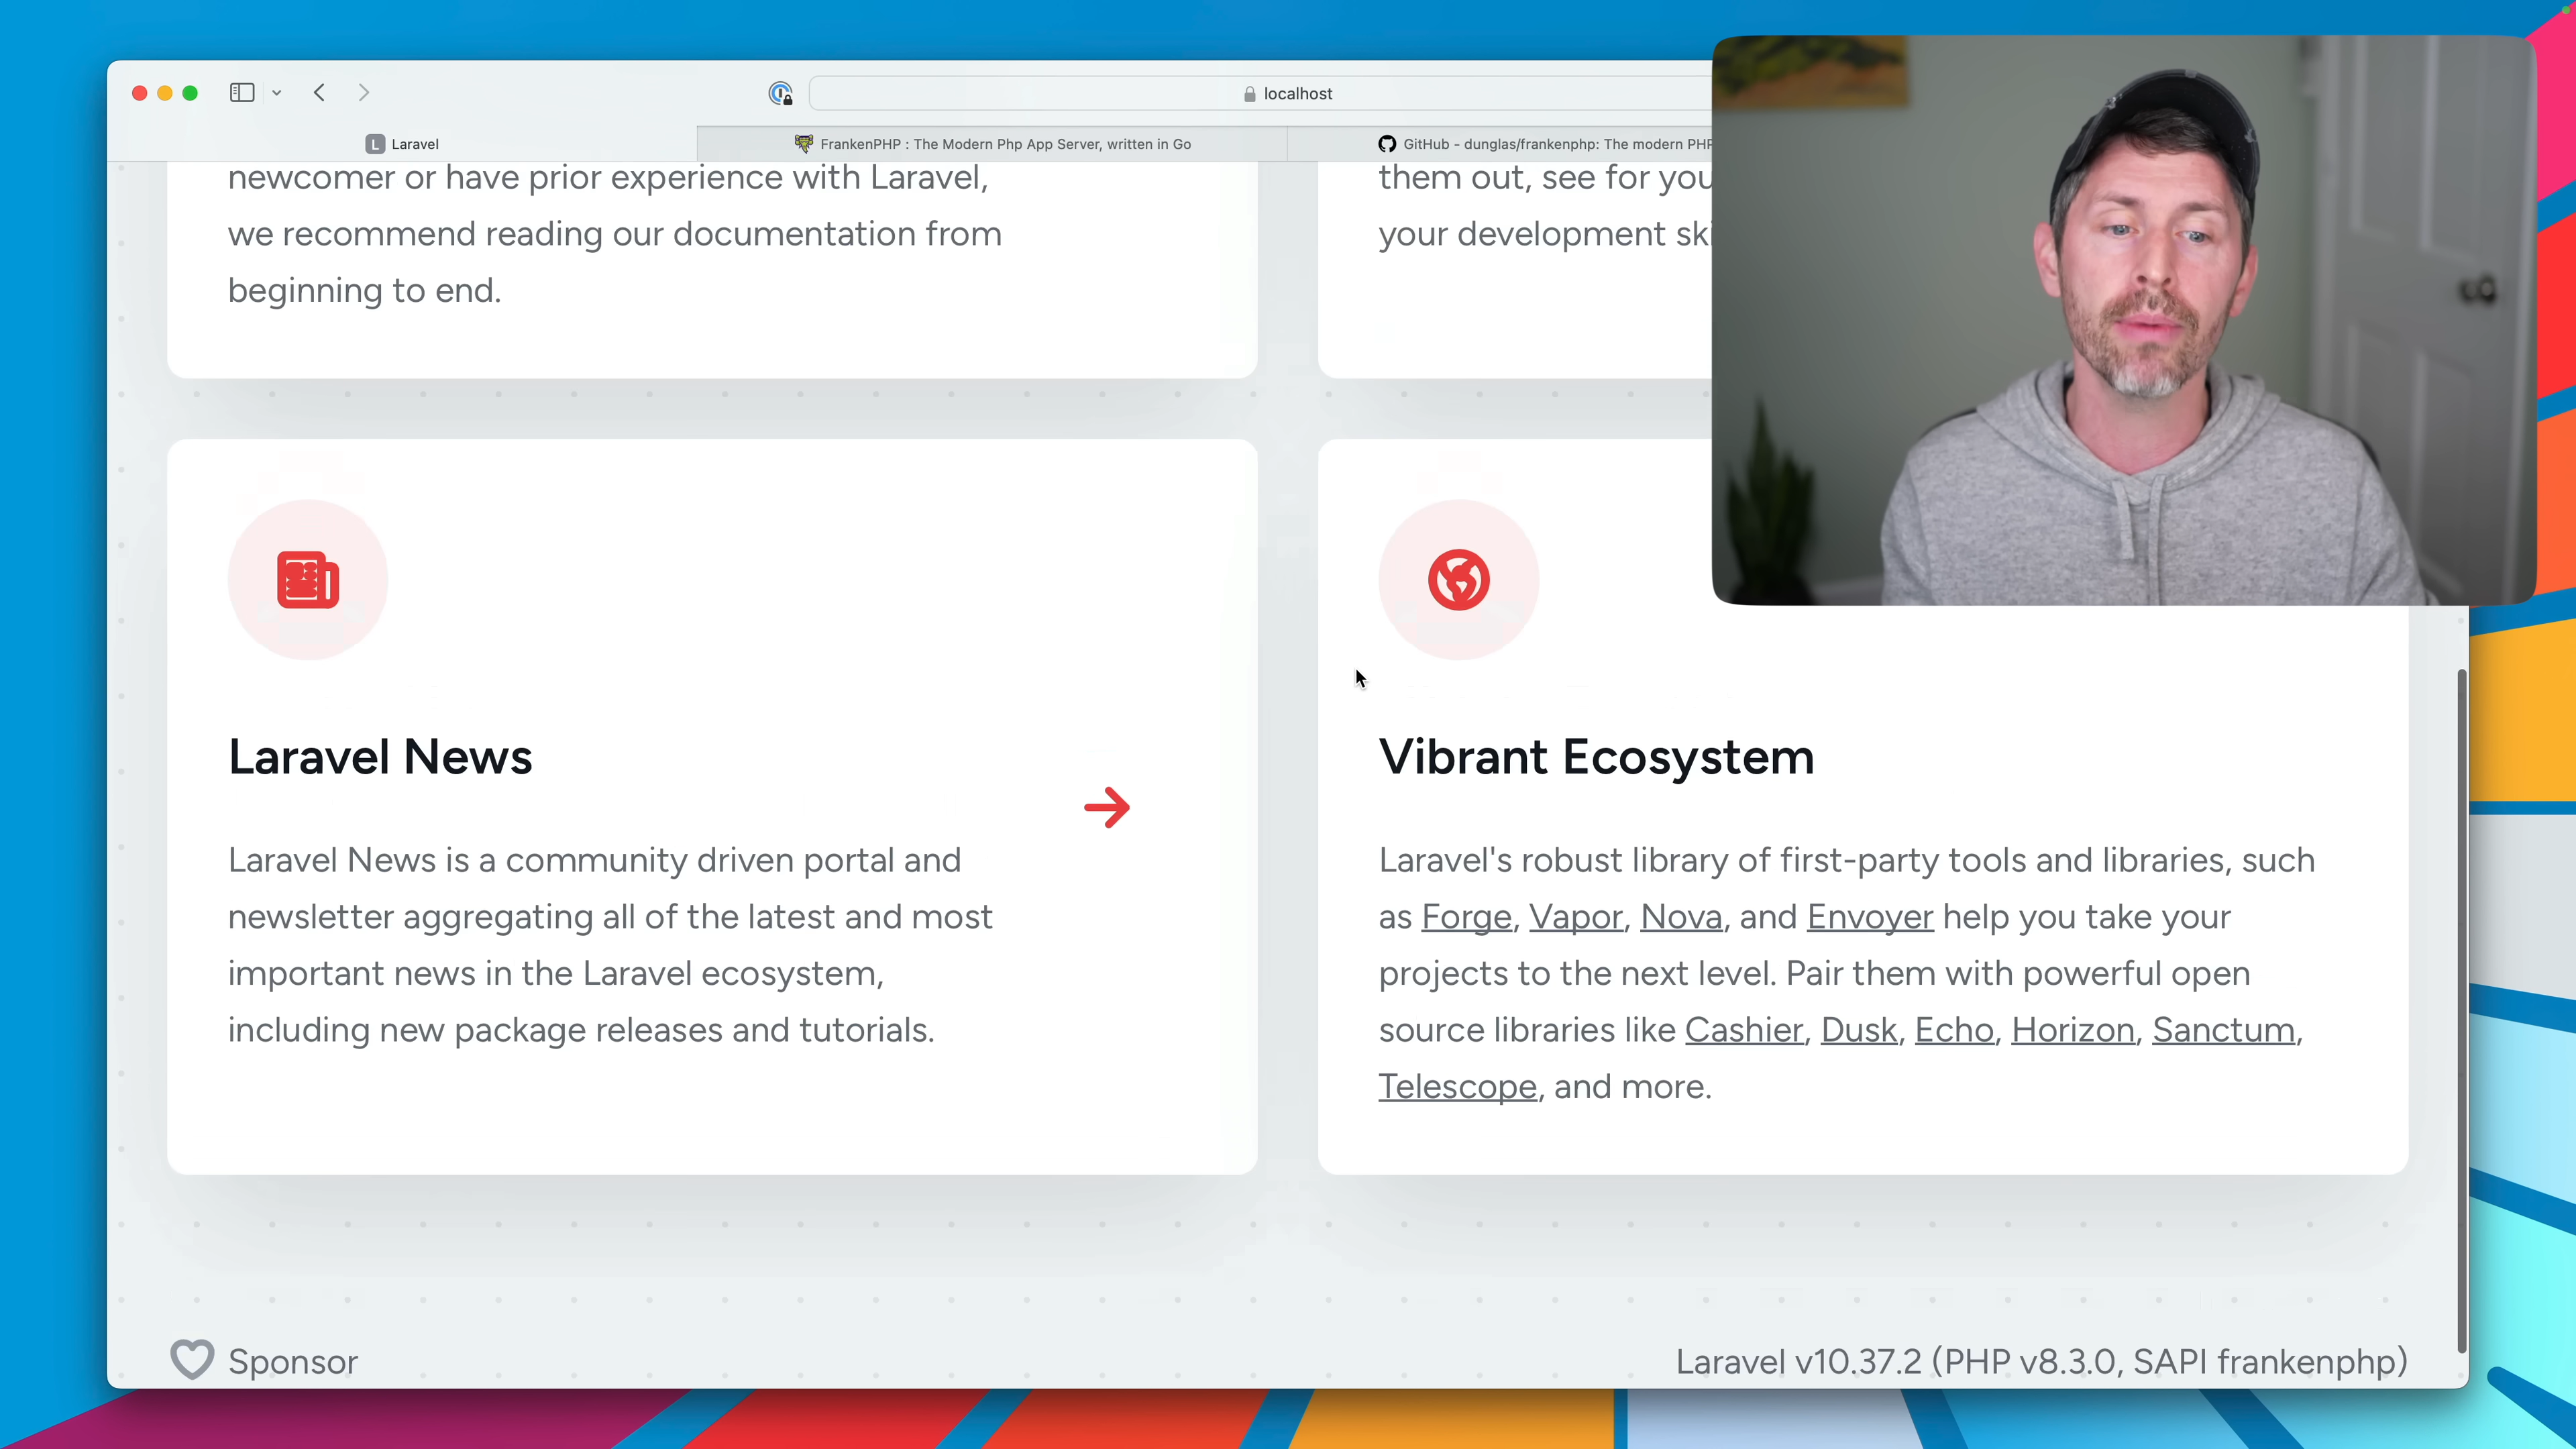 localhost
L Laravel
FrankenPHP : The Modern Php App Server, written in Go
GitHub - dunglas/frankenphp: The modern PHP
newcomer or have prior experience with Laravel,
we recommend reading our documentation from
beginning to end.
them out, see for you
your development ski
Laravel News
Laravel News is a community driven portal and
newsletter aggregating all of the latest and most
important news in the Laravel ecosystem,
including new package releases and tutorials.
Vibrant Ecosystem
Laravel's robust library of first-party tools and libraries, such
as Forge, Vapor, Nova, and Envoyer help you take your
projects to the next level. Pair them with powerful open
source libraries like Cashier, Dusk, Echo, Horizon, Sanctum,
Telescope, and more.
Sponsor
Laravel v10.37.2 (PHP v8.3.0, SAPI frankenphp)